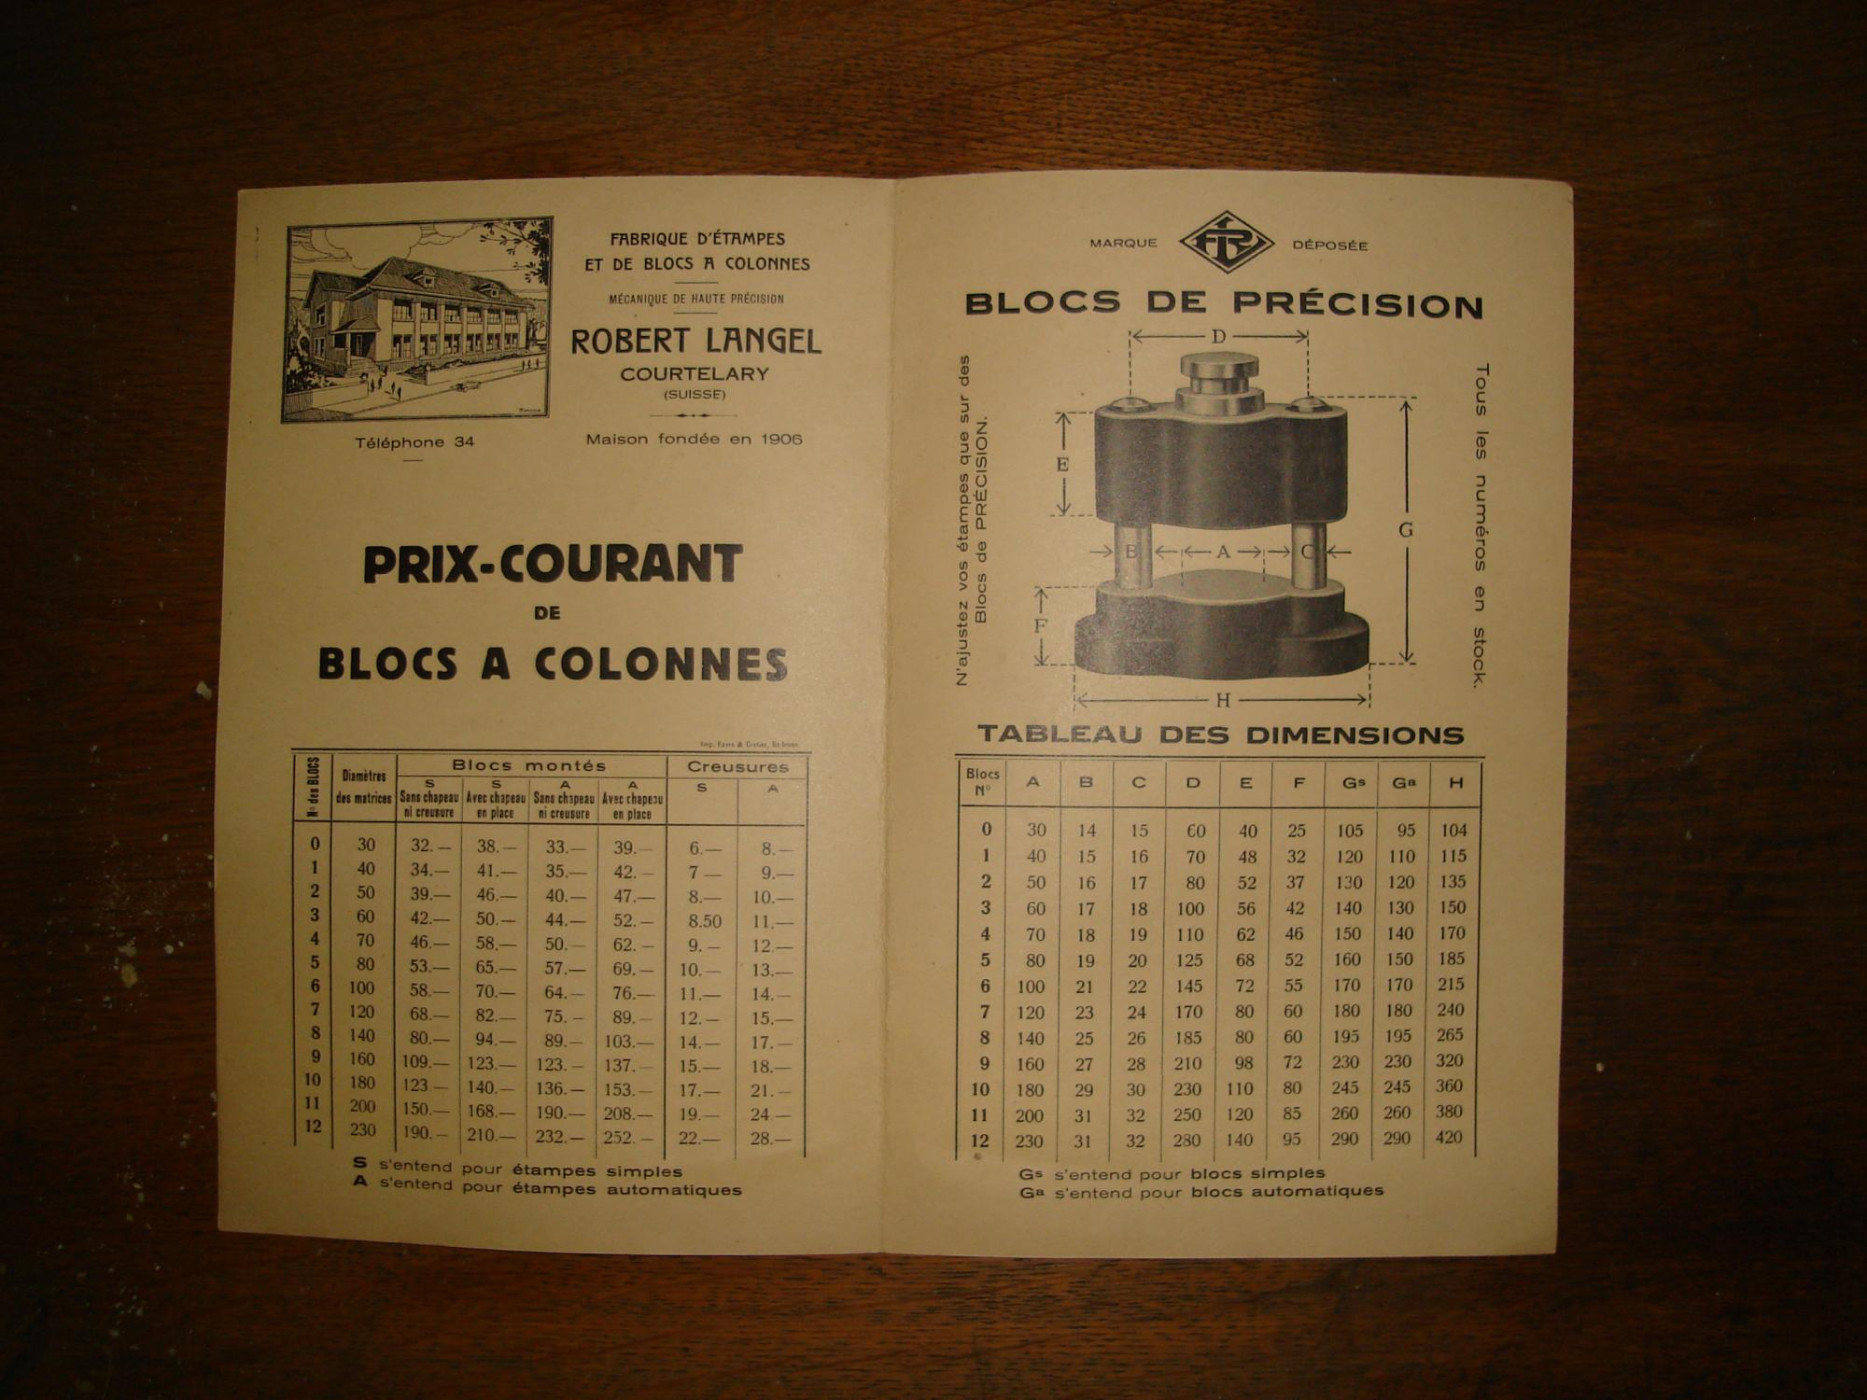 FABRIQUE D'ÉTAMPES
ET DE BLOCS A COLONNES
MÉCANIQUE DE HAUTE PRÉCISION
ROBERT LANGEL
COURTELARY
(SUISSE)
Téléphone 34
Maison fondée en 1906
PRIX-COURANT
DE
BLOCS A COLONNES
Nos des BLOCS Diamètres des matrices Blocs montés Creusures
S S A A S A
Sans chapeau Avec chapeau Sans chapeau Avec chapeau
ni creusure en place ni creusure en place
0 30 32.— 38.— 33.— 39.— 6.— 8.—
1 40 34.— 41.— 35.— 42.— 7— 9.—
2 50 39.— 46.— 40.— 47.— 8.— 10.—
3 60 42.— 50.— 44.— 52.— 8.50 11.—
4 70 46.— 58.— 50.— 62.— 9.— 12.—
5 80 53.— 65.— 57.— 69.— 10.— 13.—
6 100 58.— 70.— 64.— 76.— 11.— 14.—
7 120 68.— 82.— 75.— 89.— 12.— 15.—
8 140 80.— 94.— 89.— 103.— 14.— 17.—
9 160 109.— 123.— 123.— 137.— 15.— 18.—
10 180 123.— 140.— 136.— 153.— 17.— 21.—
11 200 150.— 168.— 190.— 208.— 19.— 24.—
12 230 190.— 210.— 232.— 252.— 22.— 28.—
S s'entend pour étampes simples
A s'entend pour étampes automatiques
MARQUE DÉPOSÉE
BLOCS DE PRÉCISION
N'ajustez vos étampes que sur des
Blocs de PRÉCISION.
D
E
G
B A C
F
H
Tous les numéros en stock.
TABLEAU DES DIMENSIONS
Blocs N° A B C D E F Gs Ga H
0 30 14 15 60 40 25 105 95 104
1 40 15 16 70 48 32 120 110 115
2 50 16 17 80 52 37 130 120 135
3 60 17 18 100 56 42 140 130 150
4 70 18 19 110 62 46 150 140 170
5 80 19 20 125 68 52 160 150 185
6 100 21 22 145 72 55 170 170 215
7 120 23 24 170 80 60 180 180 240
8 140 25 26 185 80 60 195 195 265
9 160 27 28 210 98 72 230 230 320
10 180 29 30 230 110 80 245 245 360
11 200 31 32 250 120 85 260 260 380
12 230 31 32 280 140 95 290 290 420
Gs s'entend pour blocs simples
Ga s'entend pour blocs automatiques